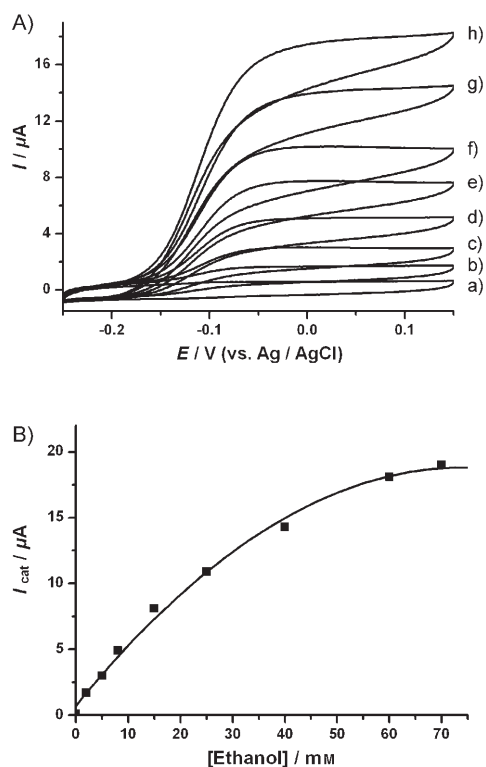 A)
I / µA
16
12
8
4
0
h)
g)
f)
e)
d)
c)
b)
a)
-0.2 -0.1 0.0 0.1
E / V (vs. Ag / AgCl)
B)
I cat / µA
20
15
10
5
0
0 10 20 30 40 50 60 70
[Ethanol] / mM